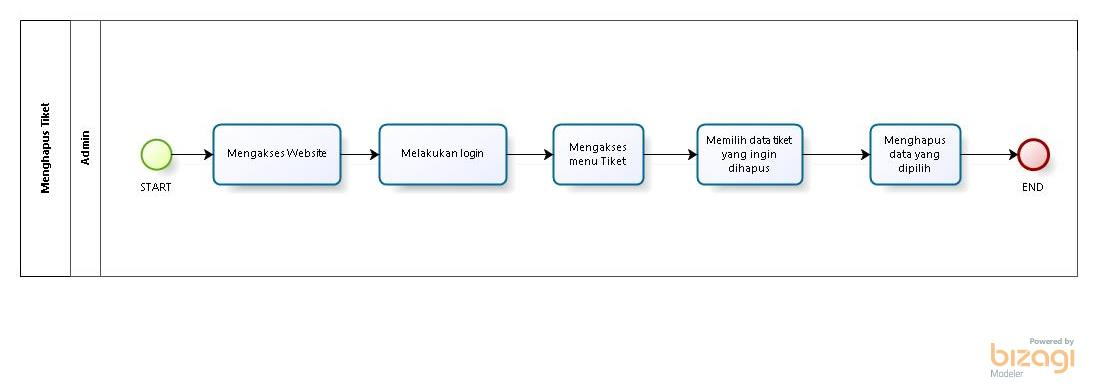 Menghapus Tiket
Admin
START
Mengakses Website
Melakukan login
Mengakses
menu Tiket
Memilih data tiket
yang ingin
dihapus
Menghapus
data yang
dipilih
END
Powered by
bizagi
Modeler